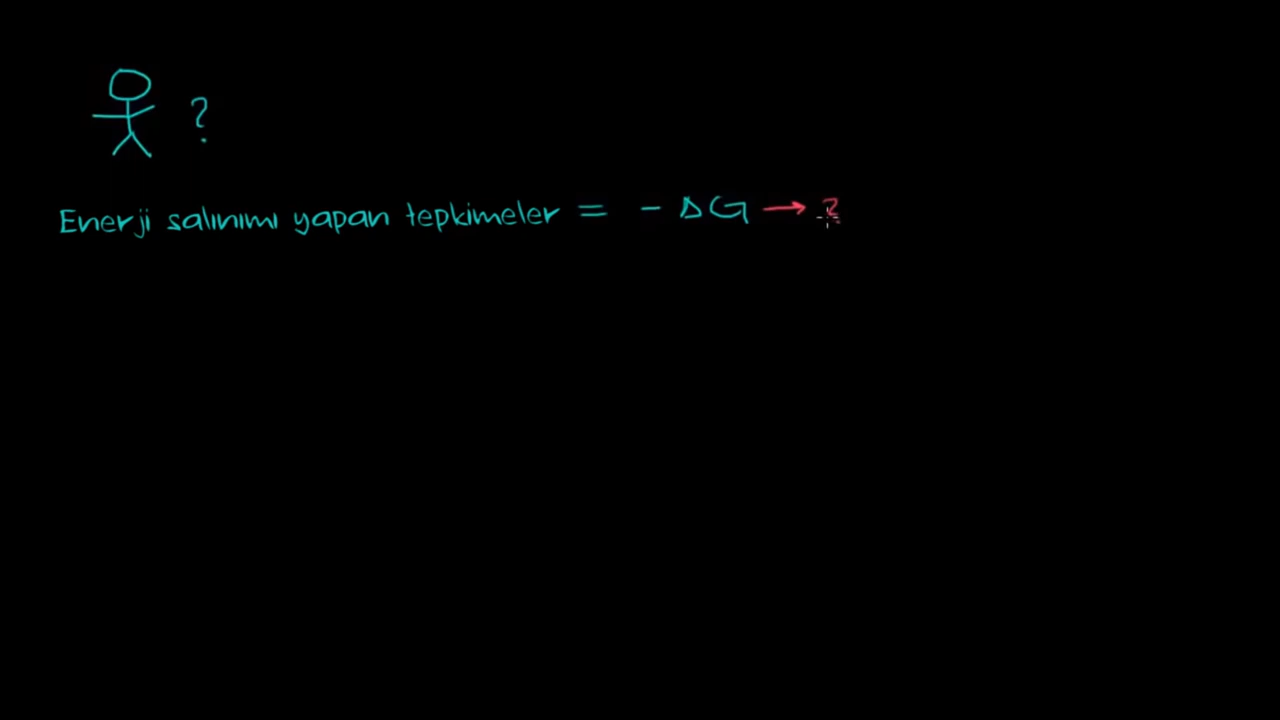 ?
Enerji salınımı yapan tepkimeler = - ΔG → ?